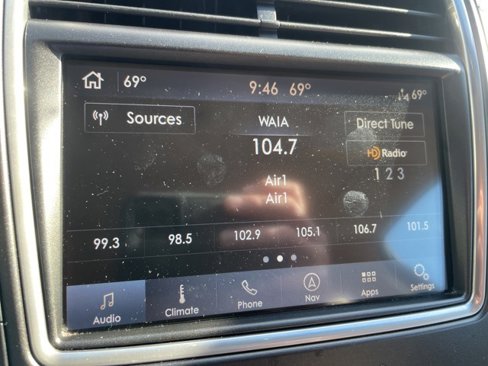 69° 9:46 69° 69°
Sources WAIA Direct Tune
104.7 HD Radio
1 2 3
Air1
Air1
99.3 98.5 102.9 105.1 106.7 101.5
Audio Climate Phone Nav Apps Settings